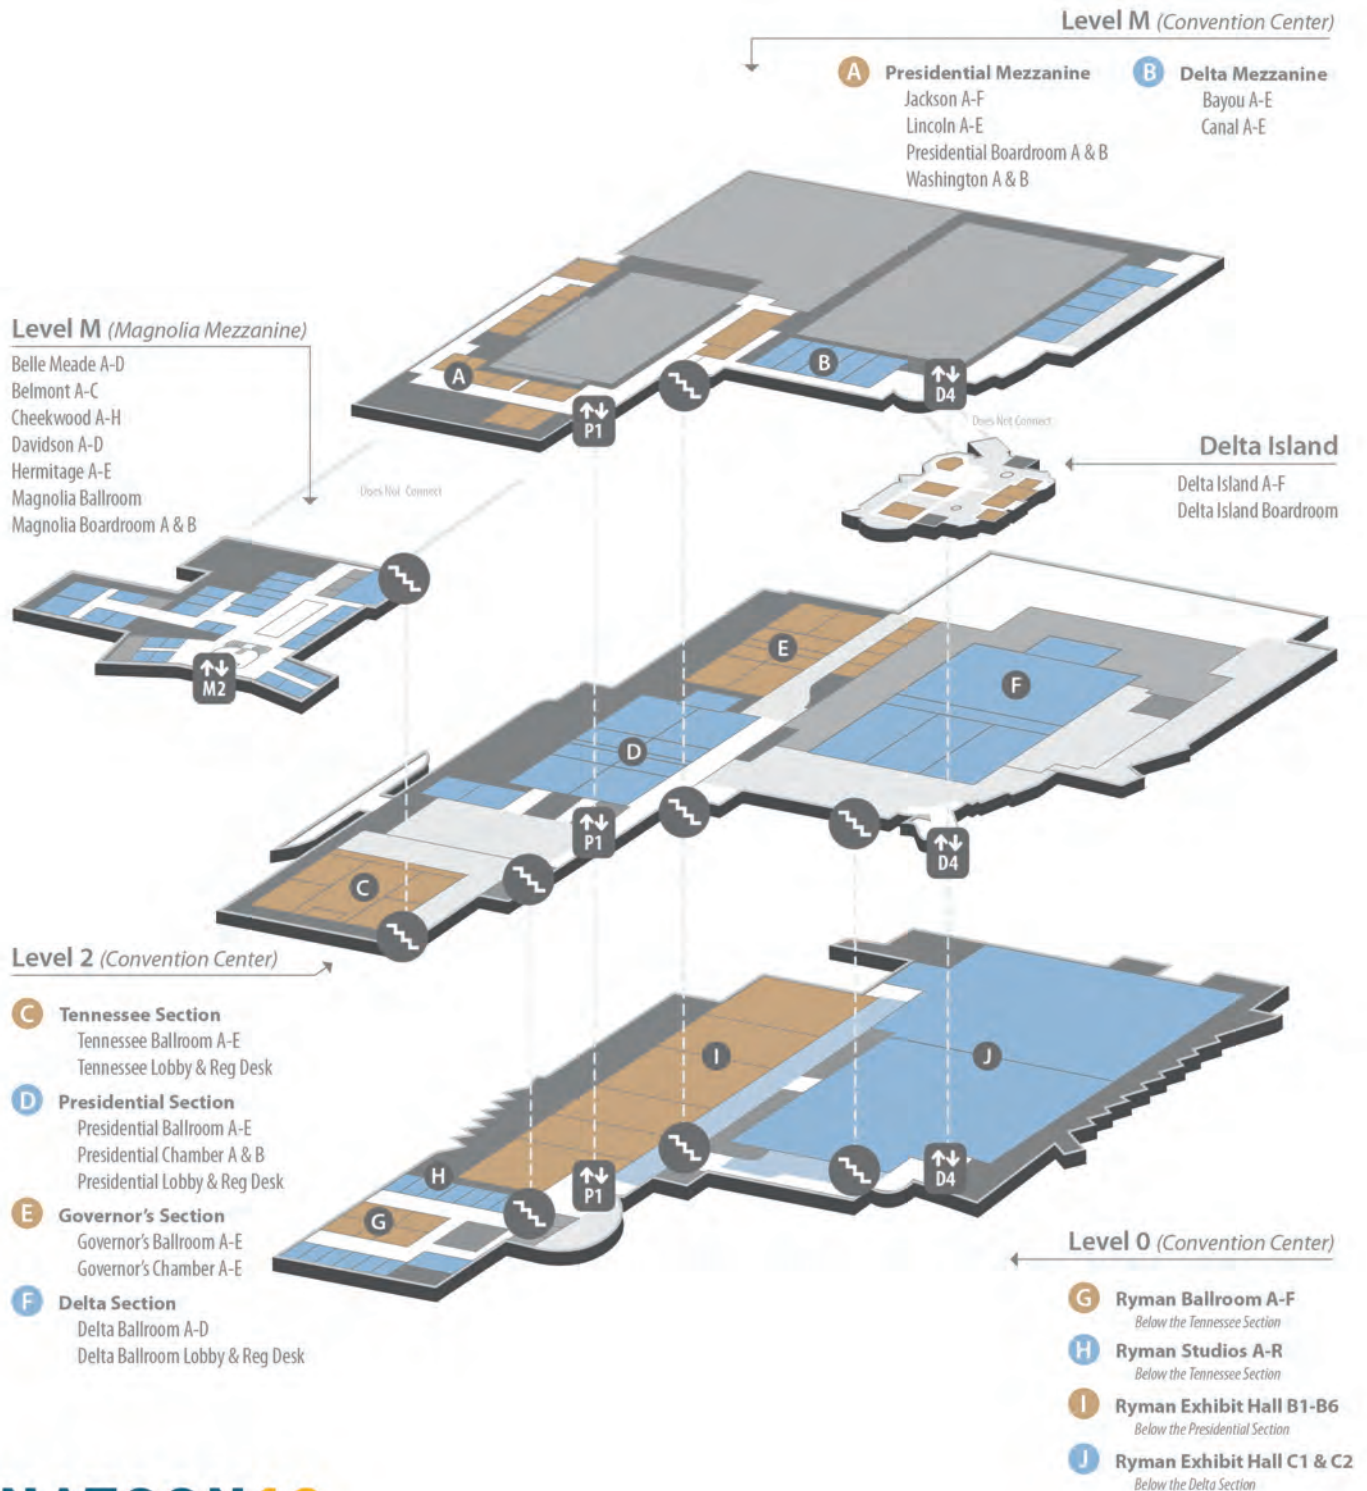 Level M (Convention Center)
A Presidential Mezzanine
Jackson A-F
Lincoln A-E
Presidential Boardroom A & B
Washington A & B
B Delta Mezzanine
Bayou A-E
Canal A-E
Level M (Magnolia Mezzanine)
Belle Meade A-D
Belmont A-C
Cheekwood A-H
Davidson A-D
Hermitage A-E
Magnolia Ballroom
Magnolia Boardroom A & B
A
B
P1
D4
Does Not Connect
Does Not Connect
Delta Island
Delta Island A-F
Delta Island Boardroom
M2
E
F
D
P1
D4
C
Level 2 (Convention Center)
C Tennessee Section
Tennessee Ballroom A-E
Tennessee Lobby & Reg Desk
D Presidential Section
Presidential Ballroom A-E
Presidential Chamber A & B
Presidential Lobby & Reg Desk
E Governor's Section
Governor's Ballroom A-E
Governor's Chamber A-E
F Delta Section
Delta Ballroom A-D
Delta Ballroom Lobby & Reg Desk
I
J
H
G
P1
D4
Level 0 (Convention Center)
G Ryman Ballroom A-F
Below the Tennessee Section
H Ryman Studios A-R
Below the Tennessee Section
I Ryman Exhibit Hall B1-B6
Below the Presidential Section
J Ryman Exhibit Hall C1 & C2
Below the Delta Section